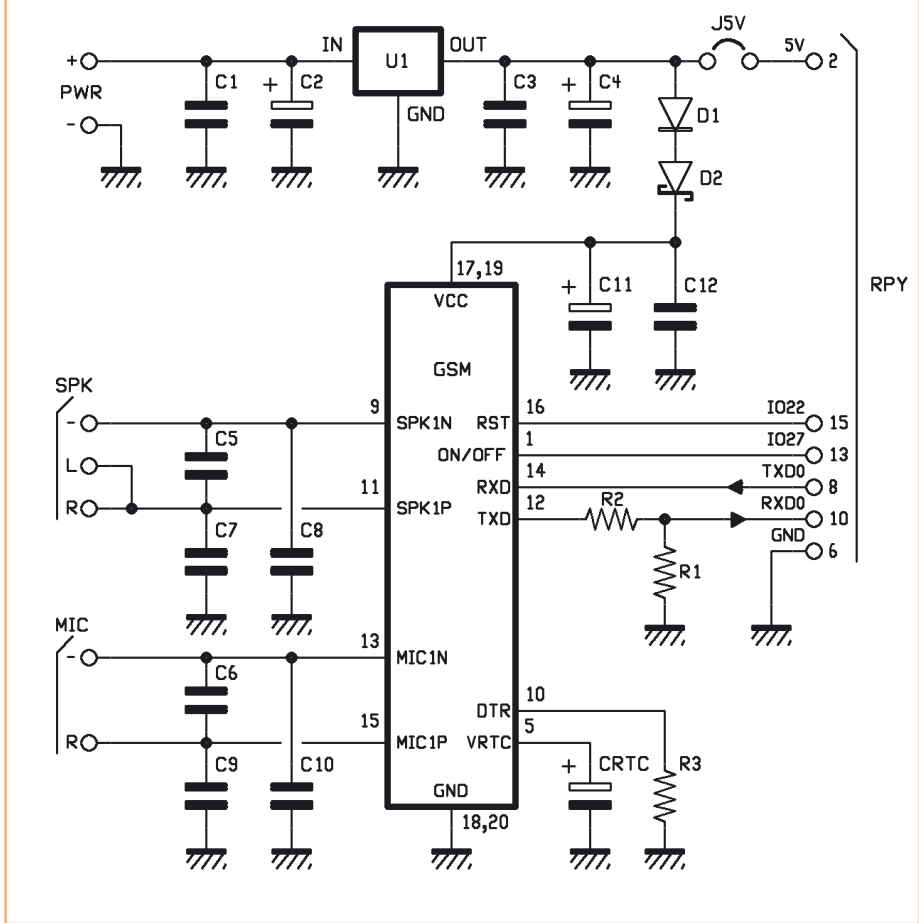 J5V
IN U1 OUT 5V
+ 2
PWR C1 + C2 C3 + C4
- GND D1
D2
17,19
VCC + C11 C12 RPY
GSM
SPK
- 9 SPK1N RST 16 IO22 15
C5 ON/OFF 1 IO27 13
L RXD 14 TXD0 8
R 11 SPK1P TXD 12 R2 RXD0 10
C7 C8 GND 6
R1
MIC
- 13 MIC1N
C6 DTR 10
R 15 MIC1P VRTC 5
C9 C10 + CRTC R3
GND
18,20